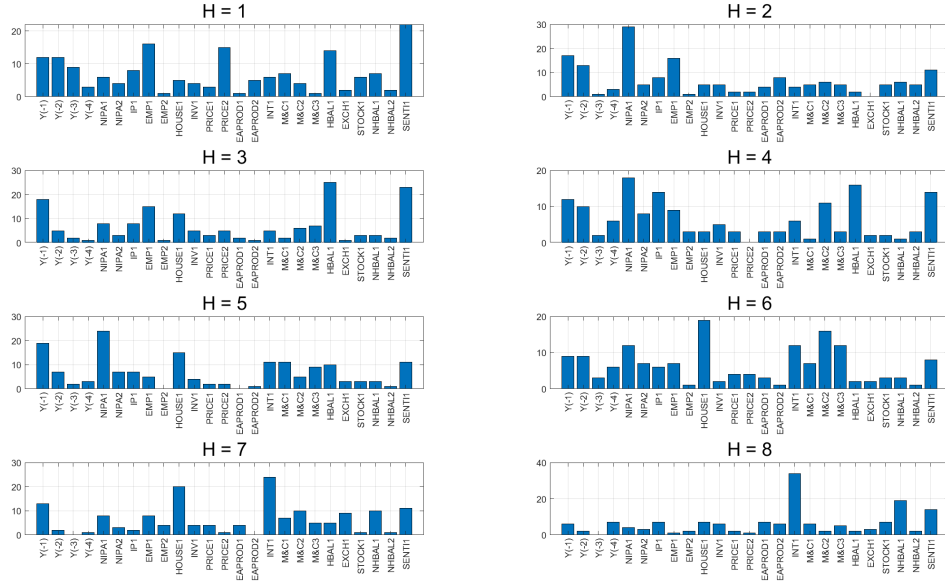 H = 1
20
10
0
Y(-1) Y(-2) Y(-3) Y(-4) NIPA1 NIPA2 IP1 EMP1 EMP2 HOUSE1 INV1 PRICE1 PRICE2 EAPROD1 EAPROD2 INT1 M&C1 M&C2 M&C3 HBAL1 EXCH1 STOCK1 NHBAL1 NHBAL2 SENTI1
H = 2
30
20
10
0
Y(-1) Y(-2) Y(-3) Y(-4) NIPA1 NIPA2 IP1 EMP1 EMP2 HOUSE1 INV1 PRICE1 PRICE2 EAPROD1 EAPROD2 INT1 M&C1 M&C2 M&C3 HBAL1 EXCH1 STOCK1 NHBAL1 NHBAL2 SENTI1
H = 3
30
20
10
0
Y(-1) Y(-2) Y(-3) Y(-4) NIPA1 NIPA2 IP1 EMP1 EMP2 HOUSE1 INV1 PRICE1 PRICE2 EAPROD1 EAPROD2 INT1 M&C1 M&C2 M&C3 HBAL1 EXCH1 STOCK1 NHBAL1 NHBAL2 SENTI1
H = 4
20
10
0
Y(-1) Y(-2) Y(-3) Y(-4) NIPA1 NIPA2 IP1 EMP1 EMP2 HOUSE1 INV1 PRICE1 PRICE2 EAPROD1 EAPROD2 INT1 M&C1 M&C2 M&C3 HBAL1 EXCH1 STOCK1 NHBAL1 NHBAL2 SENTI1
H = 5
30
20
10
0
Y(-1) Y(-2) Y(-3) Y(-4) NIPA1 NIPA2 IP1 EMP1 EMP2 HOUSE1 INV1 PRICE1 PRICE2 EAPROD1 EAPROD2 INT1 M&C1 M&C2 M&C3 HBAL1 EXCH1 STOCK1 NHBAL1 NHBAL2 SENTI1
H = 6
20
10
0
Y(-1) Y(-2) Y(-3) Y(-4) NIPA1 NIPA2 IP1 EMP1 EMP2 HOUSE1 INV1 PRICE1 PRICE2 EAPROD1 EAPROD2 INT1 M&C1 M&C2 M&C3 HBAL1 EXCH1 STOCK1 NHBAL1 NHBAL2 SENTI1
H = 7
30
20
10
0
Y(-1) Y(-2) Y(-3) Y(-4) NIPA1 NIPA2 IP1 EMP1 EMP2 HOUSE1 INV1 PRICE1 PRICE2 EAPROD1 EAPROD2 INT1 M&C1 M&C2 M&C3 HBAL1 EXCH1 STOCK1 NHBAL1 NHBAL2 SENTI1
H = 8
40
20
0
Y(-1) Y(-2) Y(-3) Y(-4) NIPA1 NIPA2 IP1 EMP1 EMP2 HOUSE1 INV1 PRICE1 PRICE2 EAPROD1 EAPROD2 INT1 M&C1 M&C2 M&C3 HBAL1 EXCH1 STOCK1 NHBAL1 NHBAL2 SENTI1